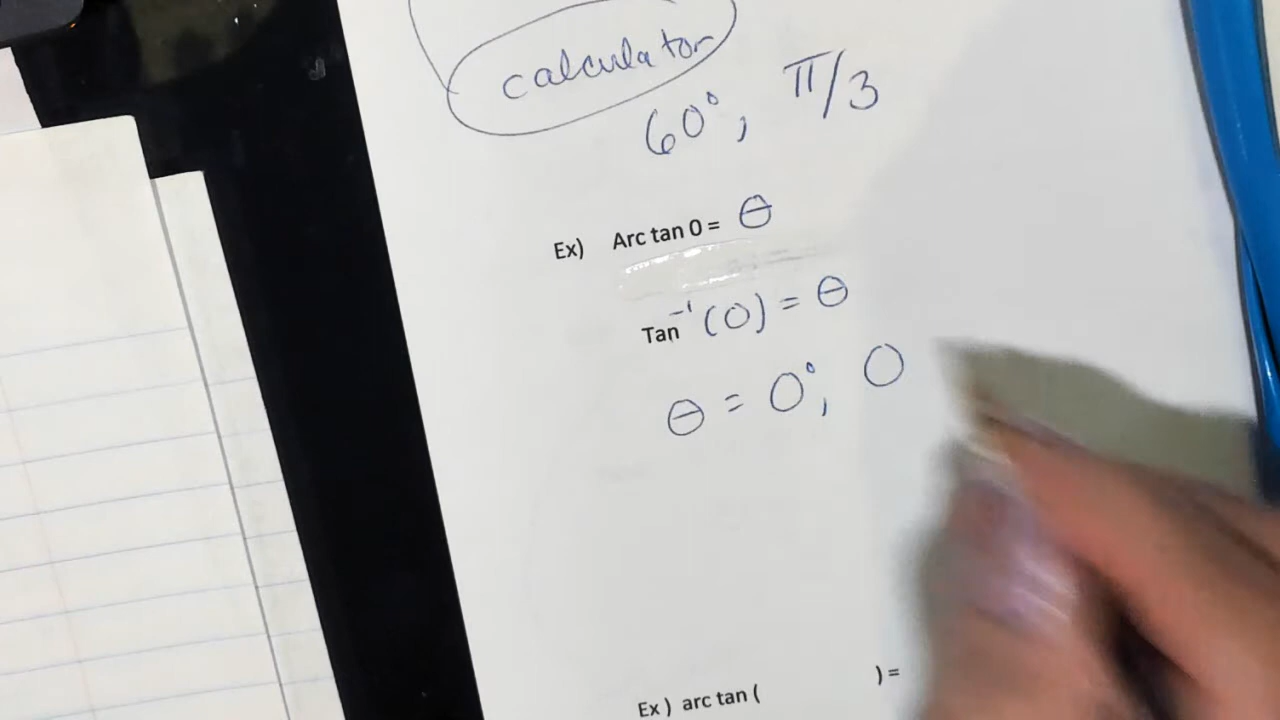 calculator
60°, π/3
Ex) Arc tan 0 = θ
Tan⁻¹ (0) = θ
θ = 0°, 0
Ex ) arc tan ( ) =